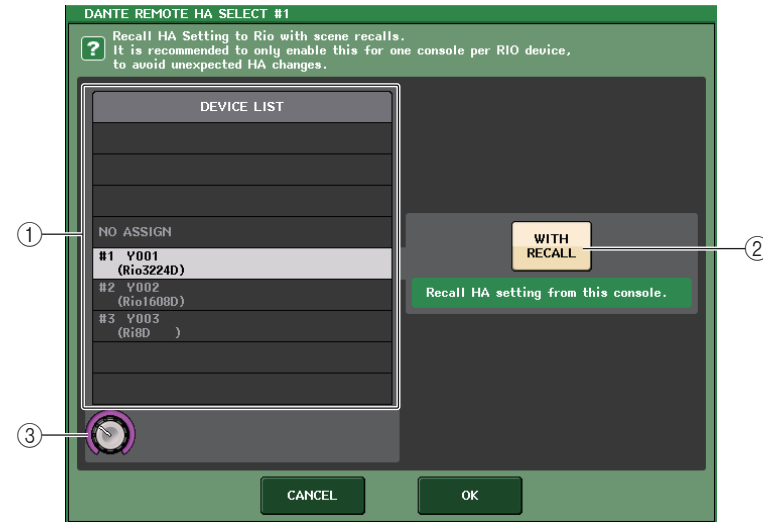 DANTE REMOTE HA SELECT #1
? Recall HA Setting to Rio with scene recalls.
It is recommended to only enable this for one console per RIO device,
to avoid unexpected HA changes.
DEVICE LIST
NO ASSIGN
#1 Y001
(Rio3224D)
#2 Y002
(Rio1608D)
#3 Y003
(Ri8D )
WITH
RECALL
Recall HA setting from this console.
CANCEL
OK
1
2
3